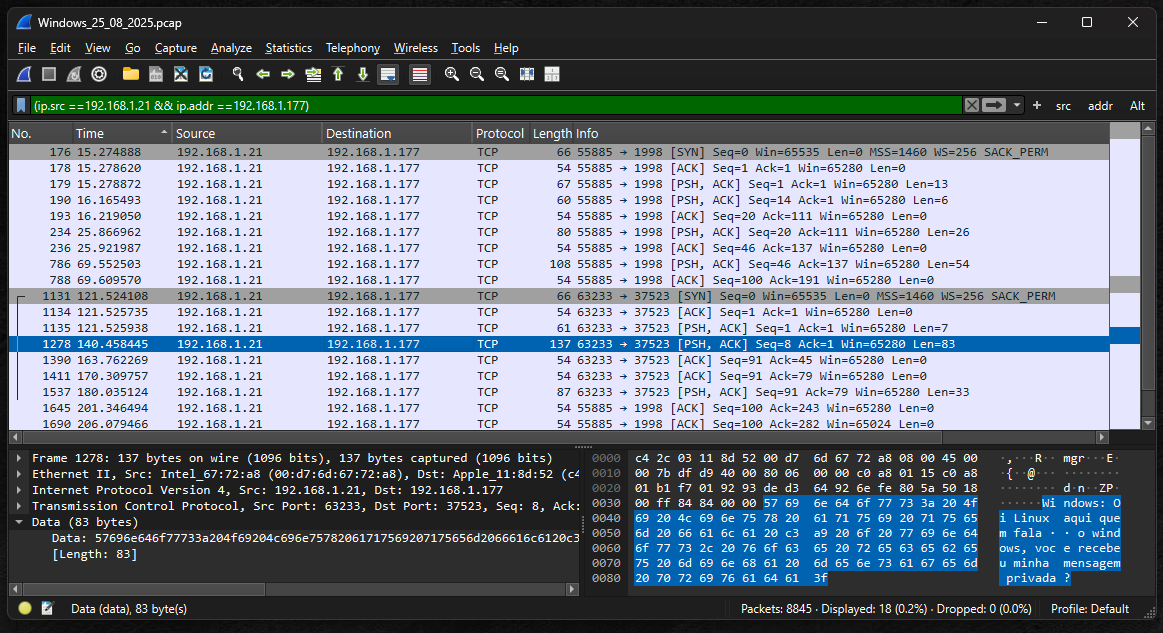 Windows_25_08_2025.pcap
File Edit View Go Capture Analyze Statistics Telephony Wireless Tools Help
(ip.src ==192.168.1.21 && ip.addr ==192.168.1.177) + src addr Alt
No. Time Source Destination Protocol Length Info
176 15.274888 192.168.1.21 192.168.1.177 TCP 66 55885 → 1998 [SYN] Seq=0 Win=65535 Len=0 MSS=1460 WS=256 SACK_PERM
178 15.278620 192.168.1.21 192.168.1.177 TCP 54 55885 → 1998 [ACK] Seq=1 Ack=1 Win=65280 Len=0
179 15.278872 192.168.1.21 192.168.1.177 TCP 67 55885 → 1998 [PSH, ACK] Seq=1 Ack=1 Win=65280 Len=13
190 16.165493 192.168.1.21 192.168.1.177 TCP 60 55885 → 1998 [PSH, ACK] Seq=14 Ack=1 Win=65280 Len=6
193 16.219050 192.168.1.21 192.168.1.177 TCP 54 55885 → 1998 [ACK] Seq=20 Ack=111 Win=65280 Len=0
234 25.866962 192.168.1.21 192.168.1.177 TCP 80 55885 → 1998 [PSH, ACK] Seq=20 Ack=111 Win=65280 Len=26
236 25.921987 192.168.1.21 192.168.1.177 TCP 54 55885 → 1998 [ACK] Seq=46 Ack=137 Win=65280 Len=0
786 69.552503 192.168.1.21 192.168.1.177 TCP 108 55885 → 1998 [PSH, ACK] Seq=46 Ack=137 Win=65280 Len=54
788 69.609570 192.168.1.21 192.168.1.177 TCP 54 55885 → 1998 [ACK] Seq=100 Ack=191 Win=65280 Len=0
1131 121.524108 192.168.1.21 192.168.1.177 TCP 66 63233 → 37523 [SYN] Seq=0 Win=65535 Len=0 MSS=1460 WS=256 SACK_PERM
1134 121.525735 192.168.1.21 192.168.1.177 TCP 54 63233 → 37523 [ACK] Seq=1 Ack=1 Win=65280 Len=0
1135 121.525938 192.168.1.21 192.168.1.177 TCP 61 63233 → 37523 [PSH, ACK] Seq=1 Ack=1 Win=65280 Len=7
1278 140.458445 192.168.1.21 192.168.1.177 TCP 137 63233 → 37523 [PSH, ACK] Seq=8 Ack=1 Win=65280 Len=83
1390 163.762269 192.168.1.21 192.168.1.177 TCP 54 63233 → 37523 [ACK] Seq=91 Ack=45 Win=65280 Len=0
1411 170.309757 192.168.1.21 192.168.1.177 TCP 54 63233 → 37523 [ACK] Seq=91 Ack=79 Win=65280 Len=0
1537 180.035124 192.168.1.21 192.168.1.177 TCP 87 63233 → 37523 [PSH, ACK] Seq=91 Ack=79 Win=65280 Len=33
1645 201.346494 192.168.1.21 192.168.1.177 TCP 54 55885 → 1998 [ACK] Seq=100 Ack=243 Win=65280 Len=0
1690 206.079466 192.168.1.21 192.168.1.177 TCP 54 55885 → 1998 [ACK] Seq=100 Ack=282 Win=65024 Len=0
Frame 1278: 137 bytes on wire (1096 bits), 137 bytes captured (1096 bits)
Ethernet II, Src: Intel_67:72:a8 (00:d7:6d:67:72:a8), Dst: Apple_11:8d:52 (c4
Internet Protocol Version 4, Src: 192.168.1.21, Dst: 192.168.1.177
Transmission Control Protocol, Src Port: 63233, Dst Port: 37523, Seq: 8, Ack:
Data (83 bytes)
Data: 57696e646f77733a204f69204c696e75782061717569207175656d2066616c6120c3
[Length: 83]
0000 c4 2c 03 11 8d 52 00 d7 6d 67 72 a8 08 00 45 00 ·,···R·· mgr···E·
0010 00 7b df d9 40 00 80 06 00 00 c0 a8 01 15 c0 a8 ·{··@··· ········
0020 01 b1 f7 01 92 93 de d3 64 92 6e fe 80 5a 50 18 ········ d·n··ZP·
0030 00 ff 84 84 00 00 57 69 6e 64 6f 77 73 3a 20 4f ······Wi ndows: O
0040 69 20 4c 69 6e 75 78 20 61 71 75 69 20 71 75 65 i Linux  aqui que
0050 6d 20 66 61 6c 61 20 c3 a9 20 6f 20 77 69 6e 64 m fala · · o wind
0060 6f 77 73 2c 20 76 6f 63 65 20 72 65 63 65 62 65 ows, voc e recebe
0070 75 20 6d 69 6e 68 61 20 6d 65 6e 73 61 67 65 6d u minha  mensagem
0080 20 70 72 69 76 61 64 61 3f privada ?
Data (data), 83 byte(s) Packets: 8845 · Displayed: 18 (0.2%) · Dropped: 0 (0.0%) Profile: Default